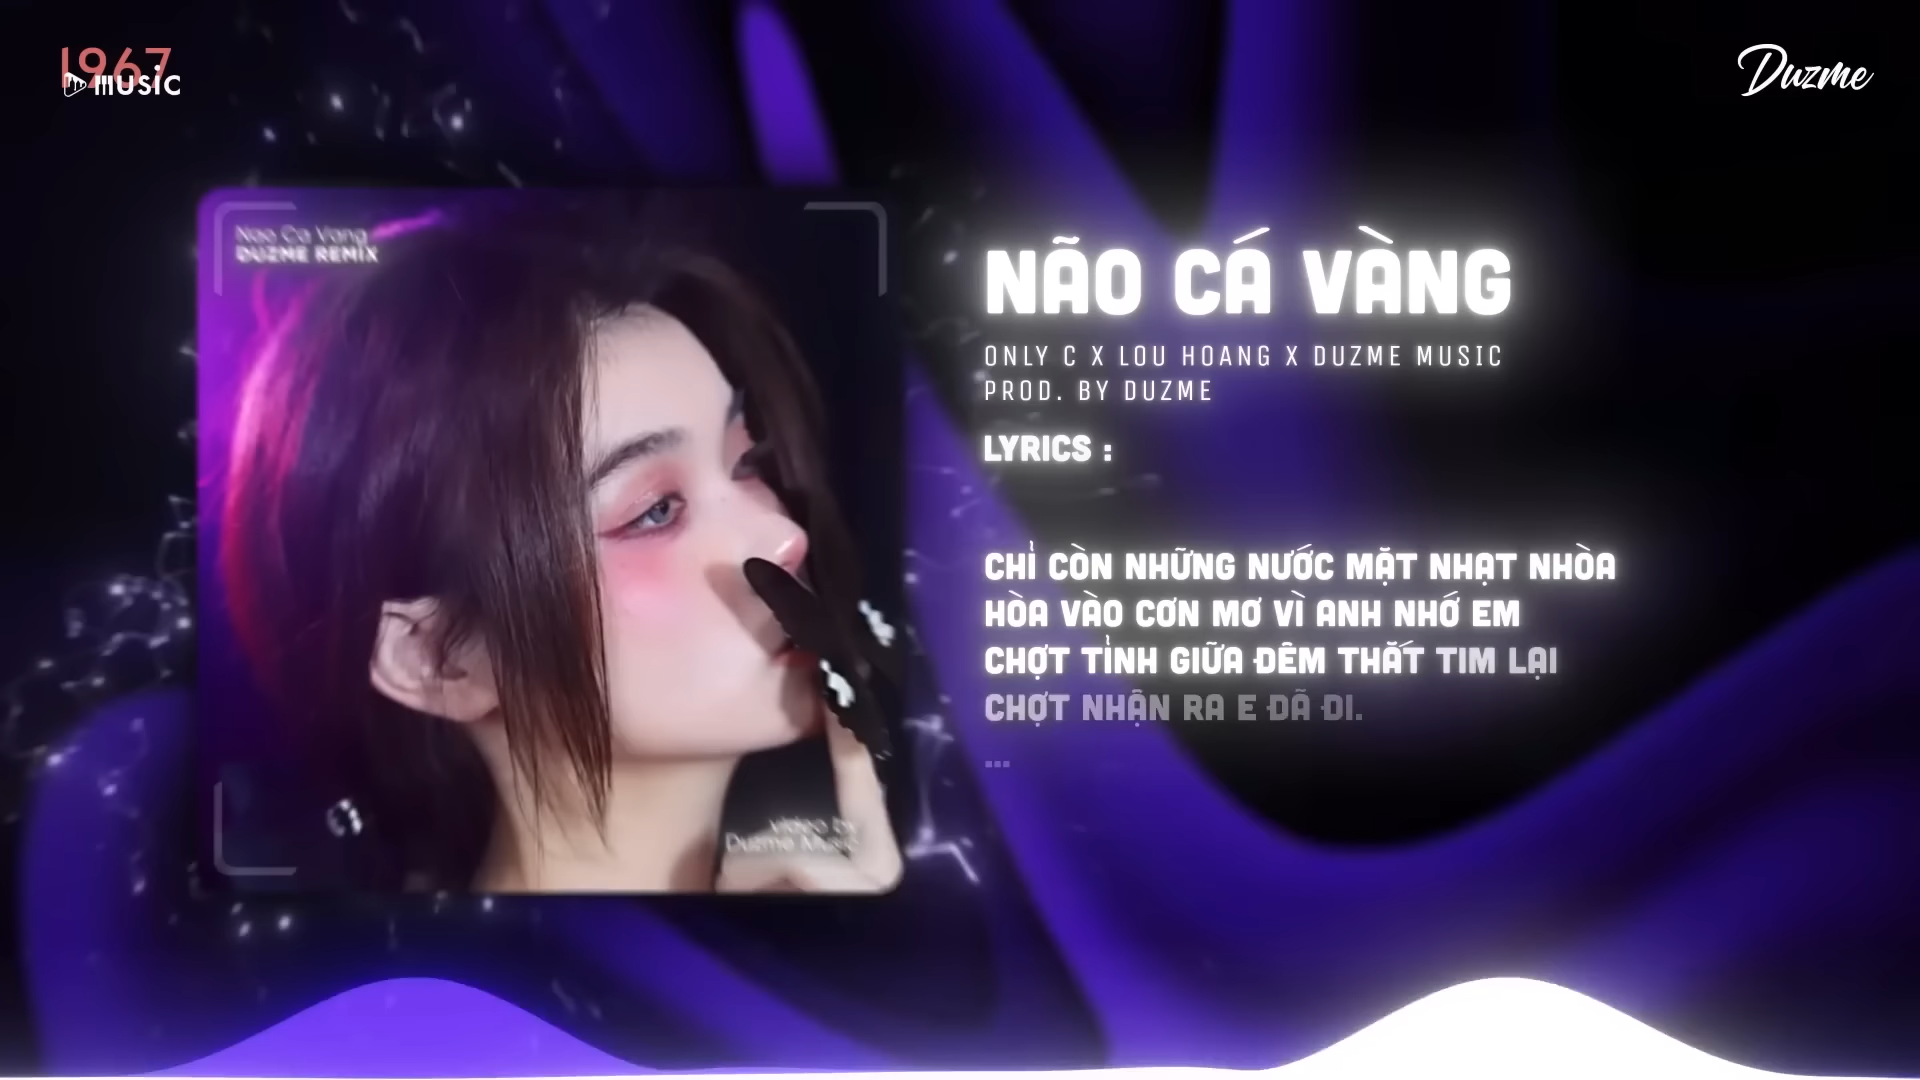 1967
music
Duzme
Nao Ca Vang
DUZME REMIX
NÃO CÁ VÀNG
ONLY C X LOU HOANG X DUZME MUSIC
PROD. BY DUZME
LYRICS :
CHỈ CÒN NHỮNG NƯỚC MẶT NHẠT NHÒA
HÒA VÀO CƠN MƠ VÌ ANH NHỚ EM
CHỢT TỈNH GIỮA ĐÊM THẮT TIM LẠI
CHỢT NHẬN RA E ĐÃ ĐI.
...
Video by
Duzme Music